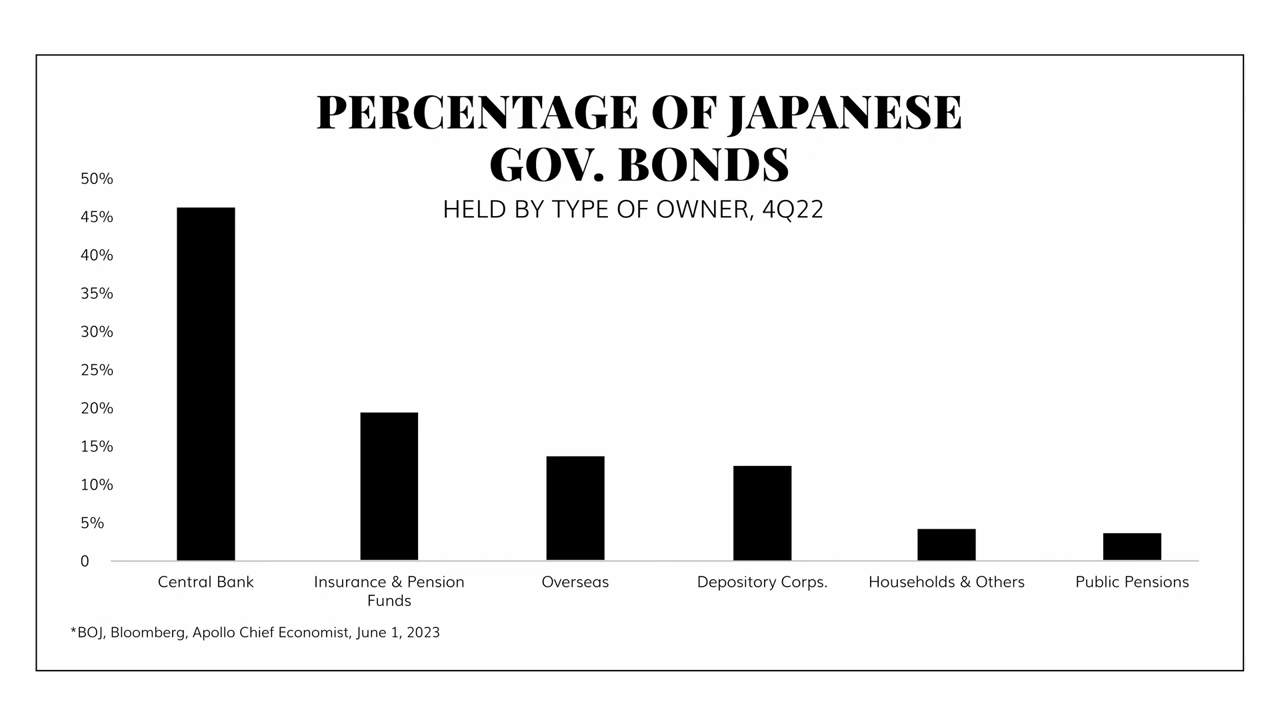 PERCENTAGE OF JAPANESE
GOV. BONDS
HELD BY TYPE OF OWNER, 4Q22
50%
45%
40%
35%
30%
25%
20%
15%
10%
5%
0
Central Bank
Insurance & Pension
Funds
Overseas
Depository Corps.
Households & Others
Public Pensions
*BOJ, Bloomberg, Apollo Chief Economist, June 1, 2023